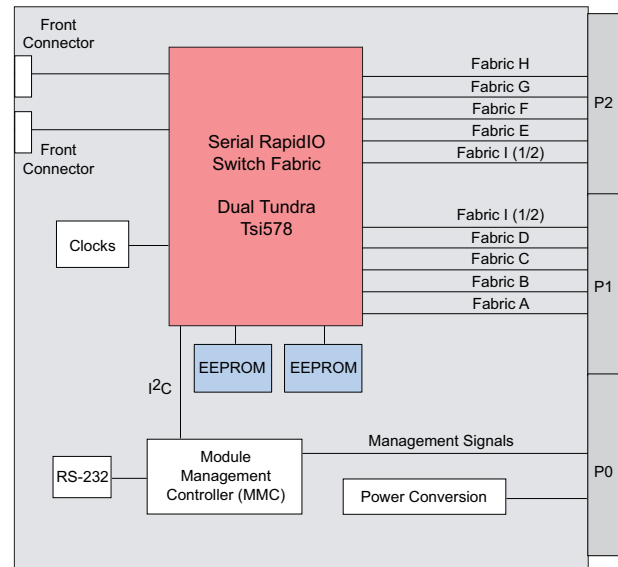 Front
Connector
Front
Connector
Serial RapidIO
Switch Fabric
Dual Tundra
Tsi578
Fabric H
Fabric G
Fabric F
Fabric E
Fabric I (1/2)
P2
Clocks
Fabric I (1/2)
Fabric D
Fabric C
Fabric B
Fabric A
P1
EEPROM
EEPROM
I²C
RS-232
Module
Management
Controller (MMC)
Management Signals
Power Conversion
P0